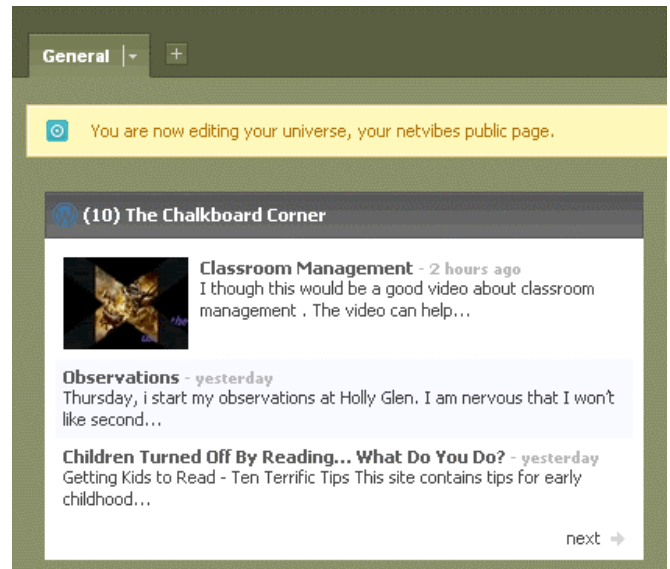 General
+
You are now editing your universe, your netvibes public page.
(10) The Chalkboard Corner
Classroom Management - 2 hours ago
I though this would be a good video about classroom
management . The video can help...
the
Observations - yesterday
Thursday, i start my observations at Holly Glen. I am nervous that I won't
like second...
Children Turned Off By Reading... What Do You Do? - yesterday
Getting Kids to Read - Ten Terrific Tips This site contains tips for early
childhood...
next